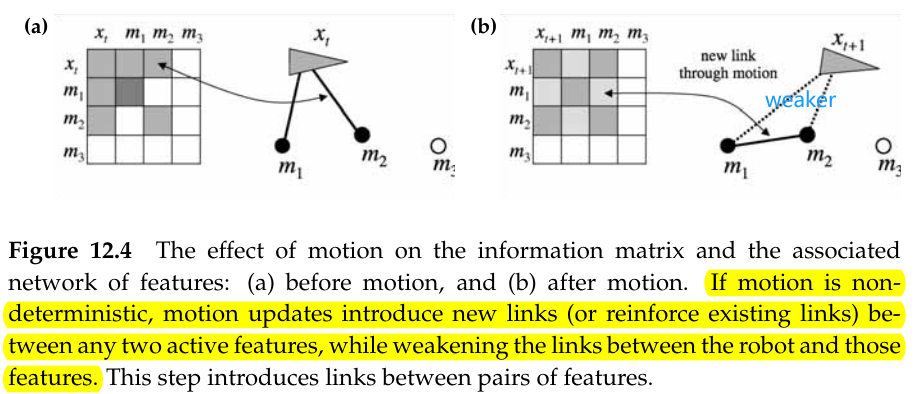 (a)
x_t m_1 m_2 m_3
x_t
m_1
m_2
m_3
x_t
m_1
m_2
m_3
(b)
x_{t+1} m_1 m_2 m_3
x_{t+1}
m_1
m_2
m_3
new link
through motion
x_{t+1}
weaker
m_1
m_2
m_3
Figure 12.4 The effect of motion on the information matrix and the associated
network of features: (a) before motion, and (b) after motion. If motion is non-
deterministic, motion updates introduce new links (or reinforce existing links) be-
tween any two active features, while weakening the links between the robot and those
features. This step introduces links between pairs of features.